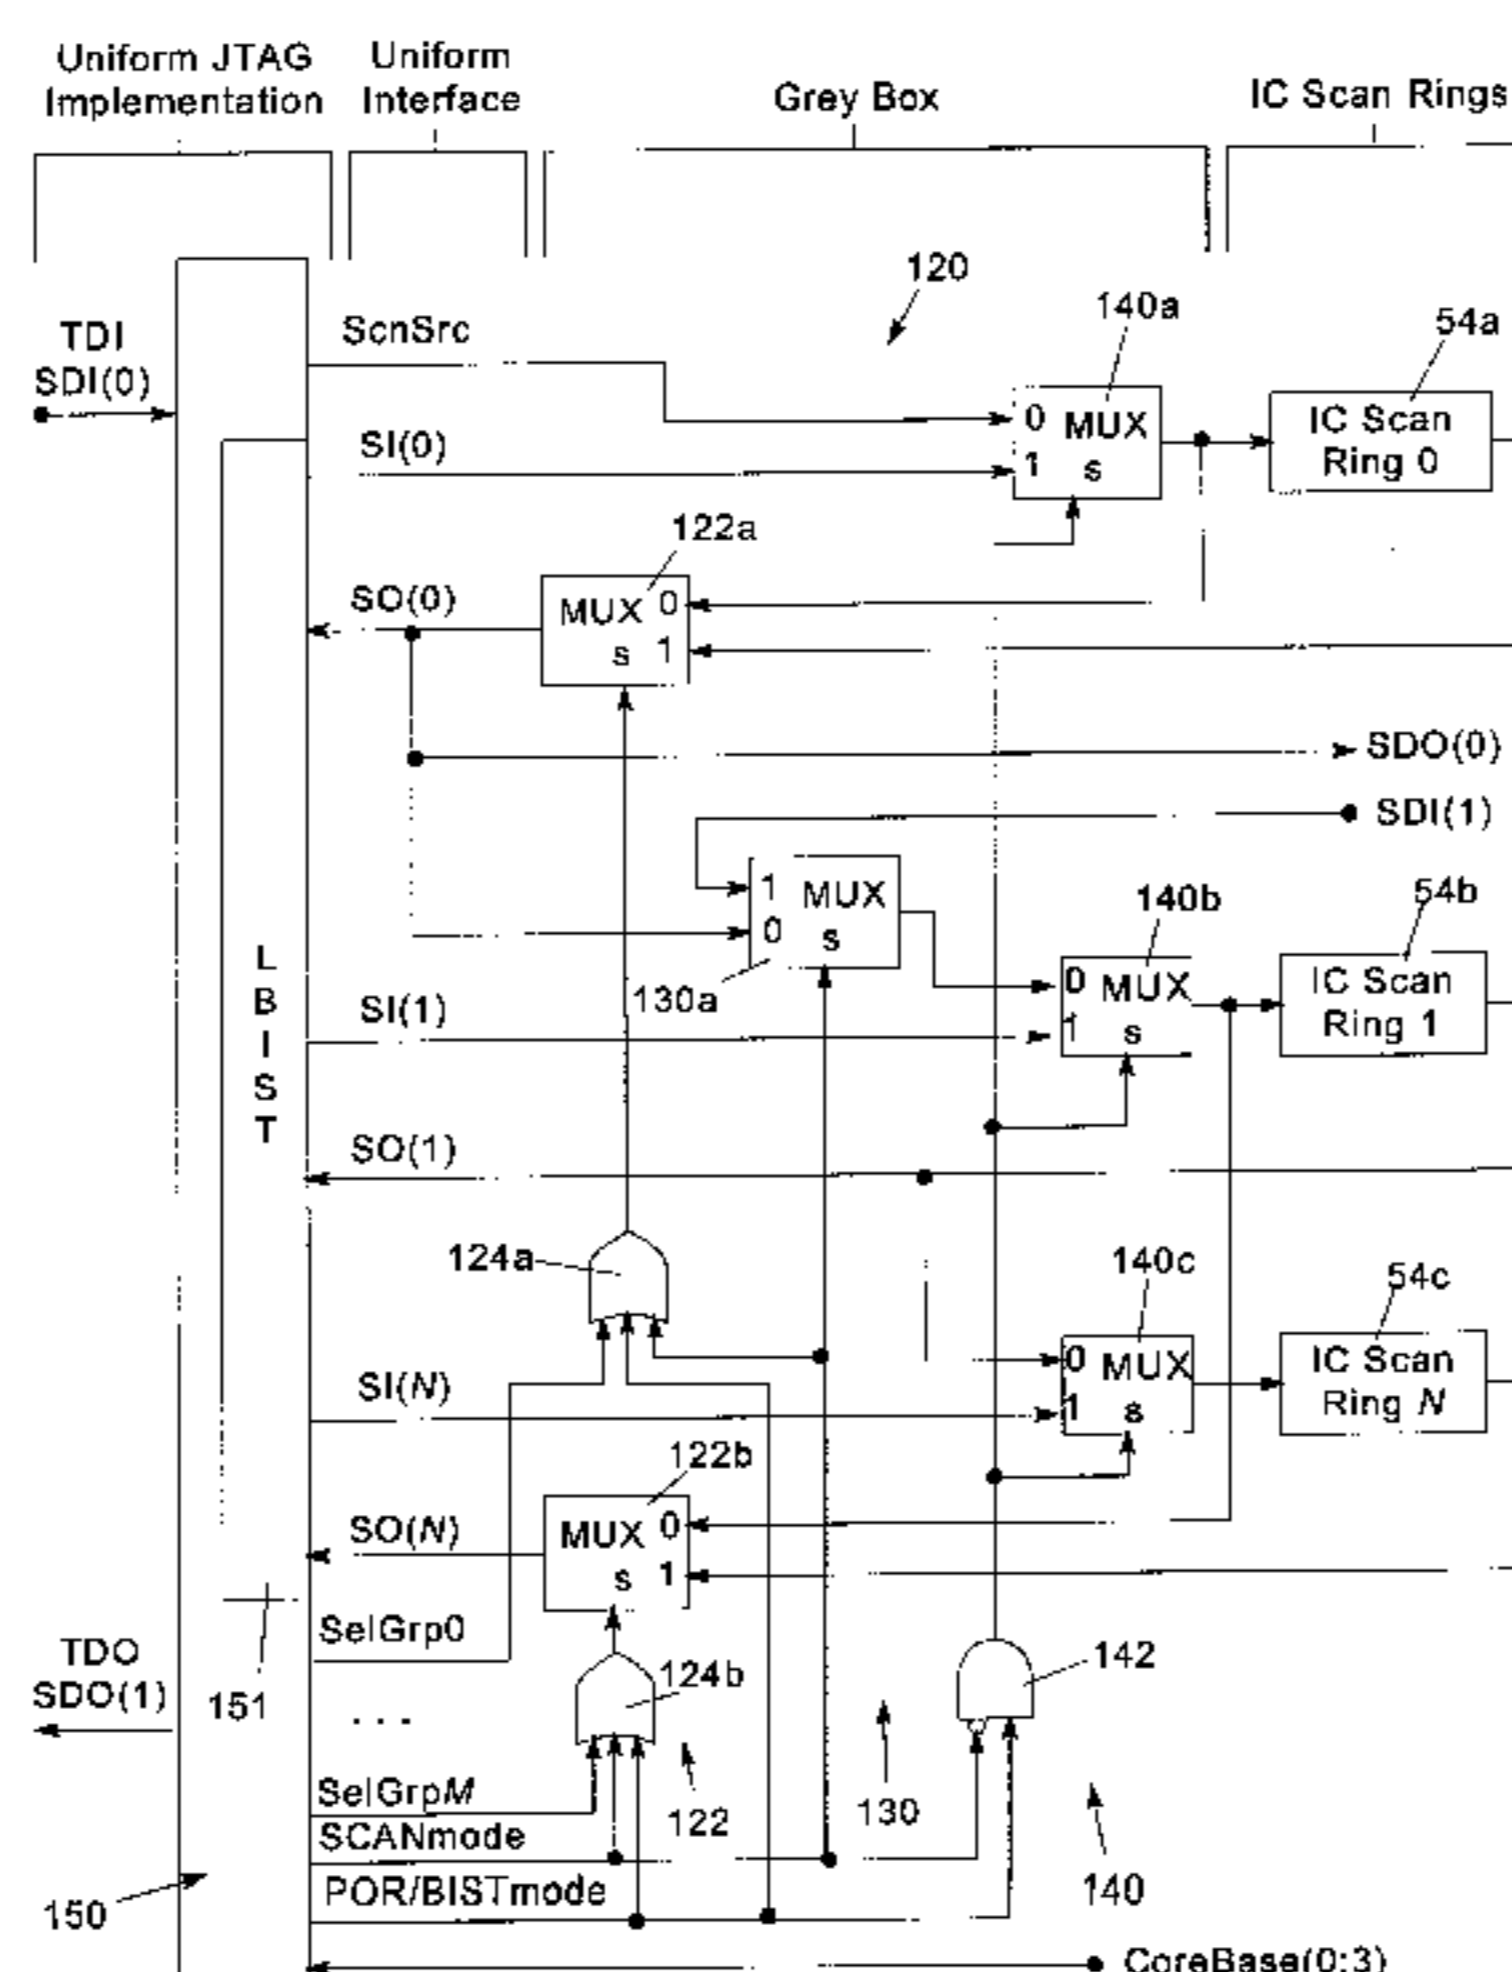 Uniform JTAG
Implementation
Uniform
Interface
Grey Box
IC Scan Rings
120
140a
54a
TDI
SDI(0)
ScnSrc
0 MUX
1 s
IC Scan
Ring 0
SI(0)
122a
SO(0)
MUX 0
s 1
SDO(0)
SDI(1)
1 MUX
0 s
130a
140b
54b
0 MUX
1 s
IC Scan
Ring 1
L
B
I
S
T
SI(1)
SO(1)
124a
140c
54c
0 MUX
1 s
IC Scan
Ring N
SI(N)
122b
SO(N)
MUX 0
s 1
SelGrp0
TDO
SDO(1)
151
124b
142
. . .
SelGrpM
122
130
SCANmode
POR/BISTmode
140
150
CoreBase(0:3)